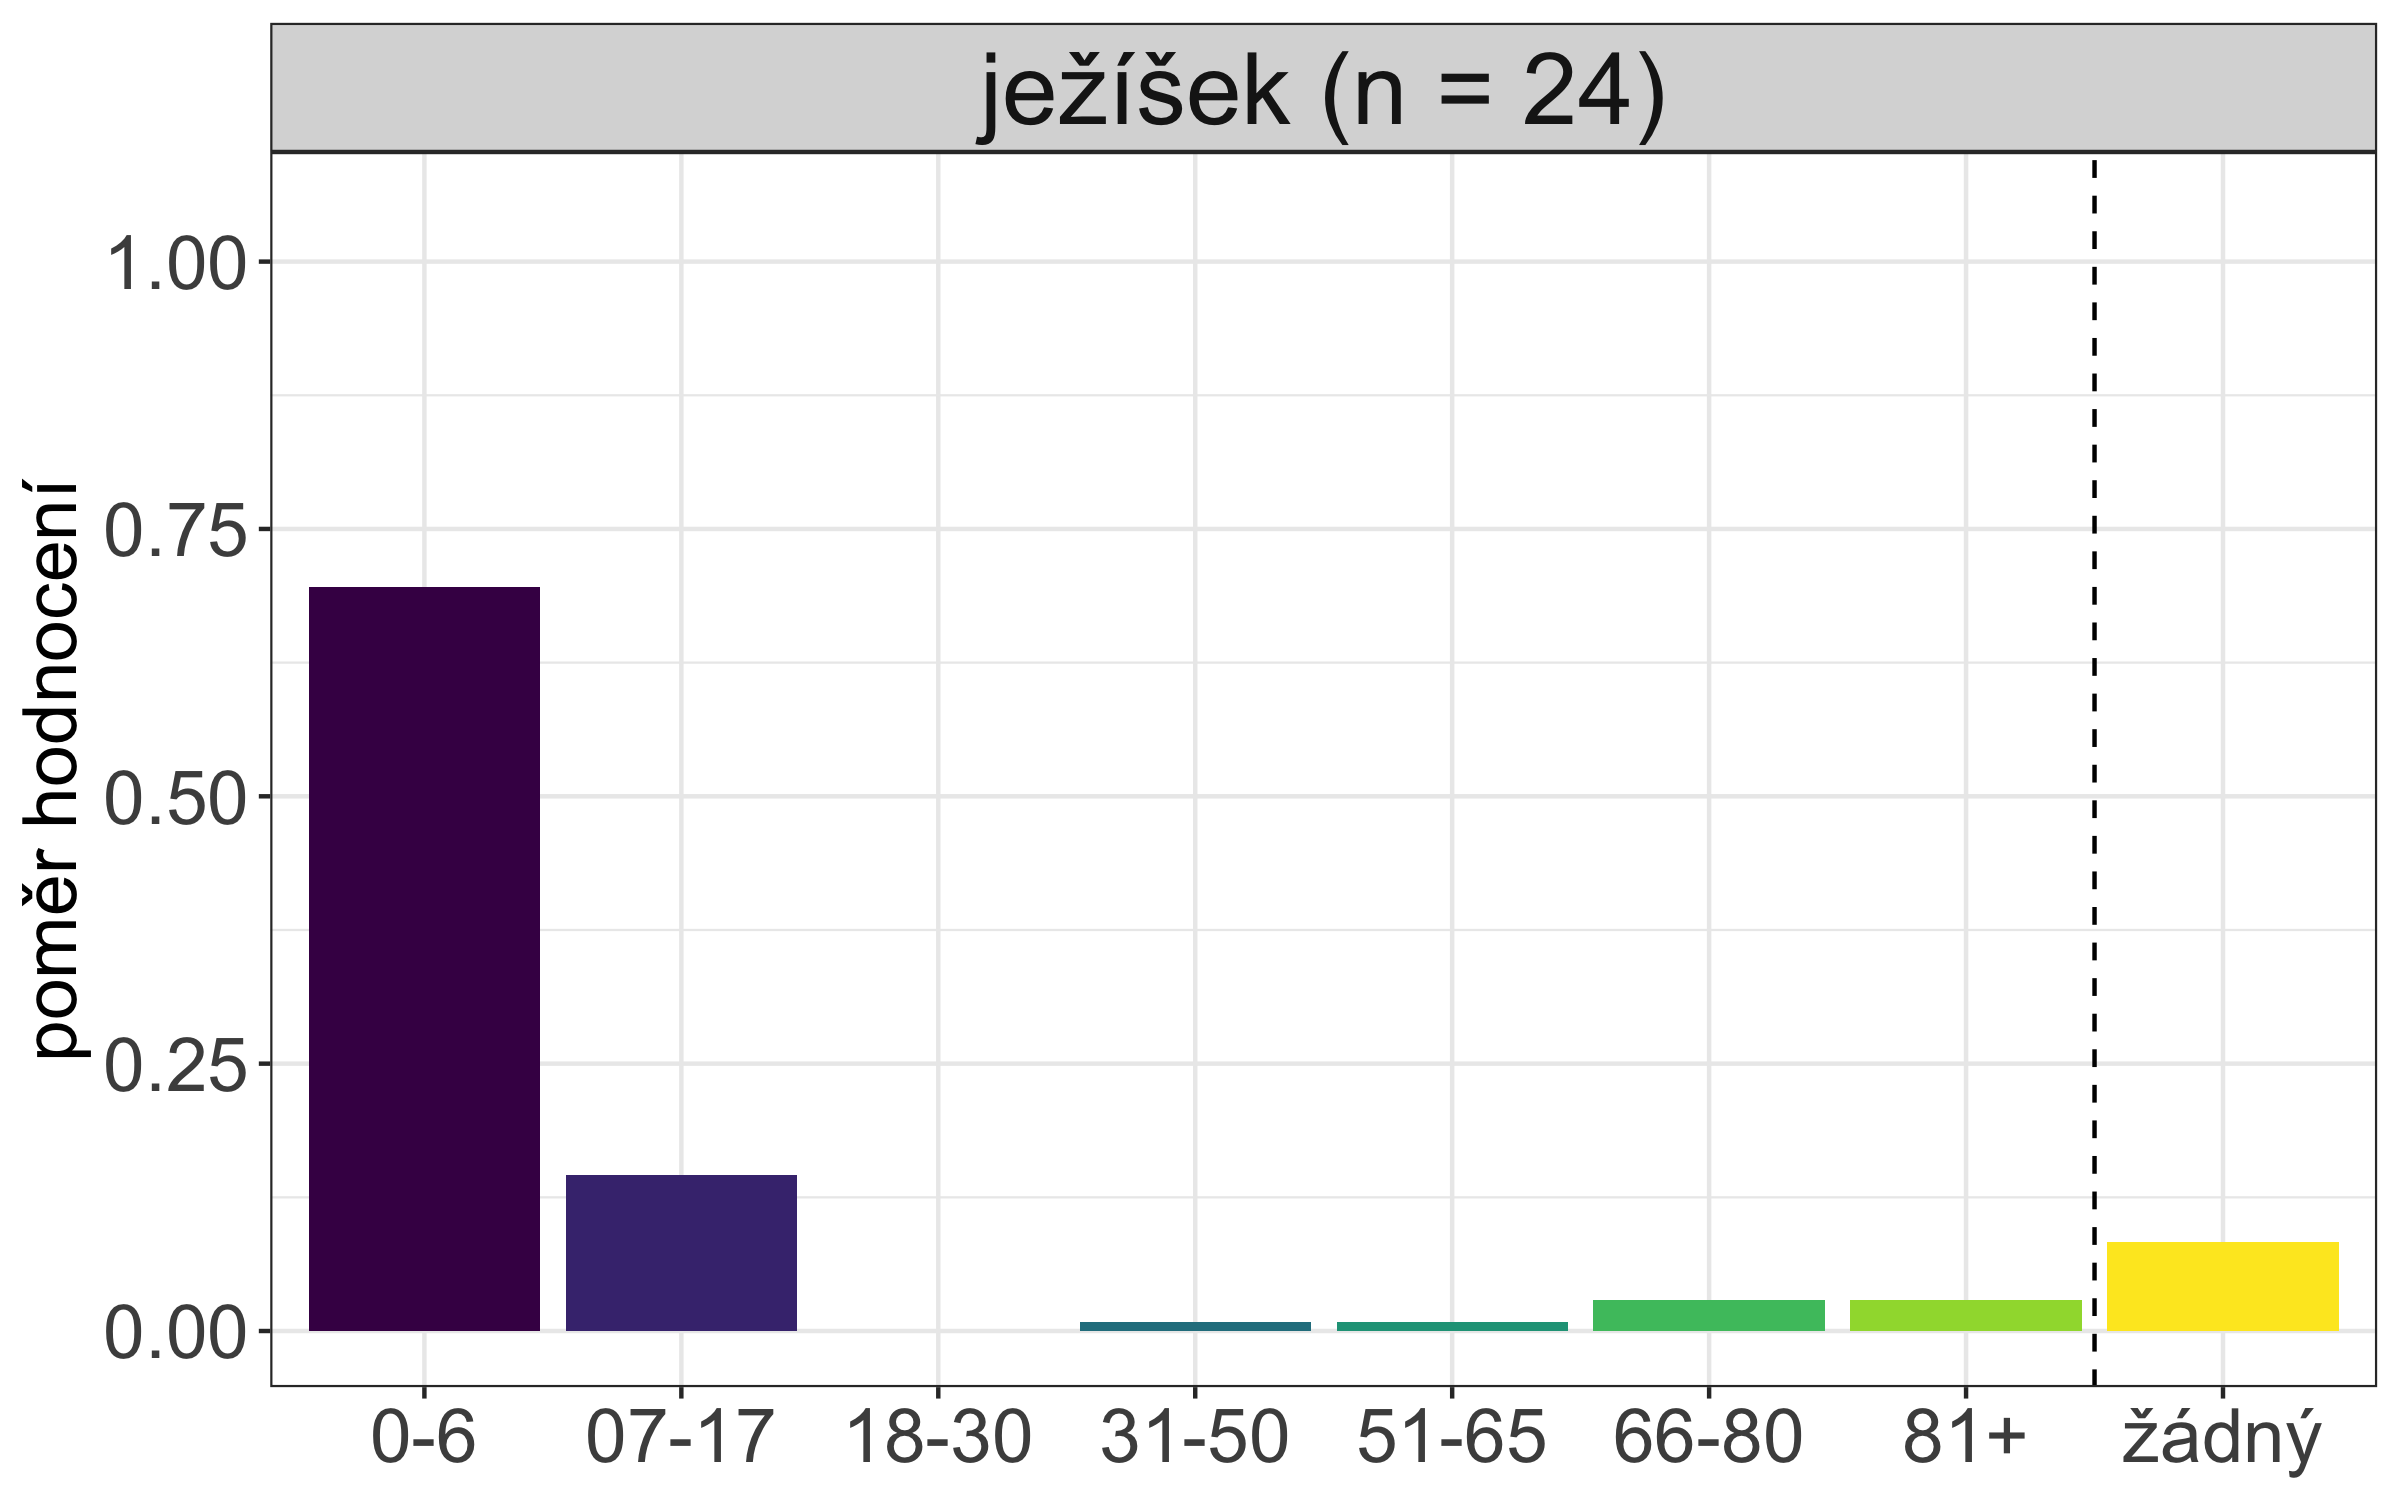 ježíšek (n = 24)
poměr hodnocení
1.00
0.75
0.50
0.25
0.00
0-6 07-17 18-30 31-50 51-65 66-80 81+ žádný